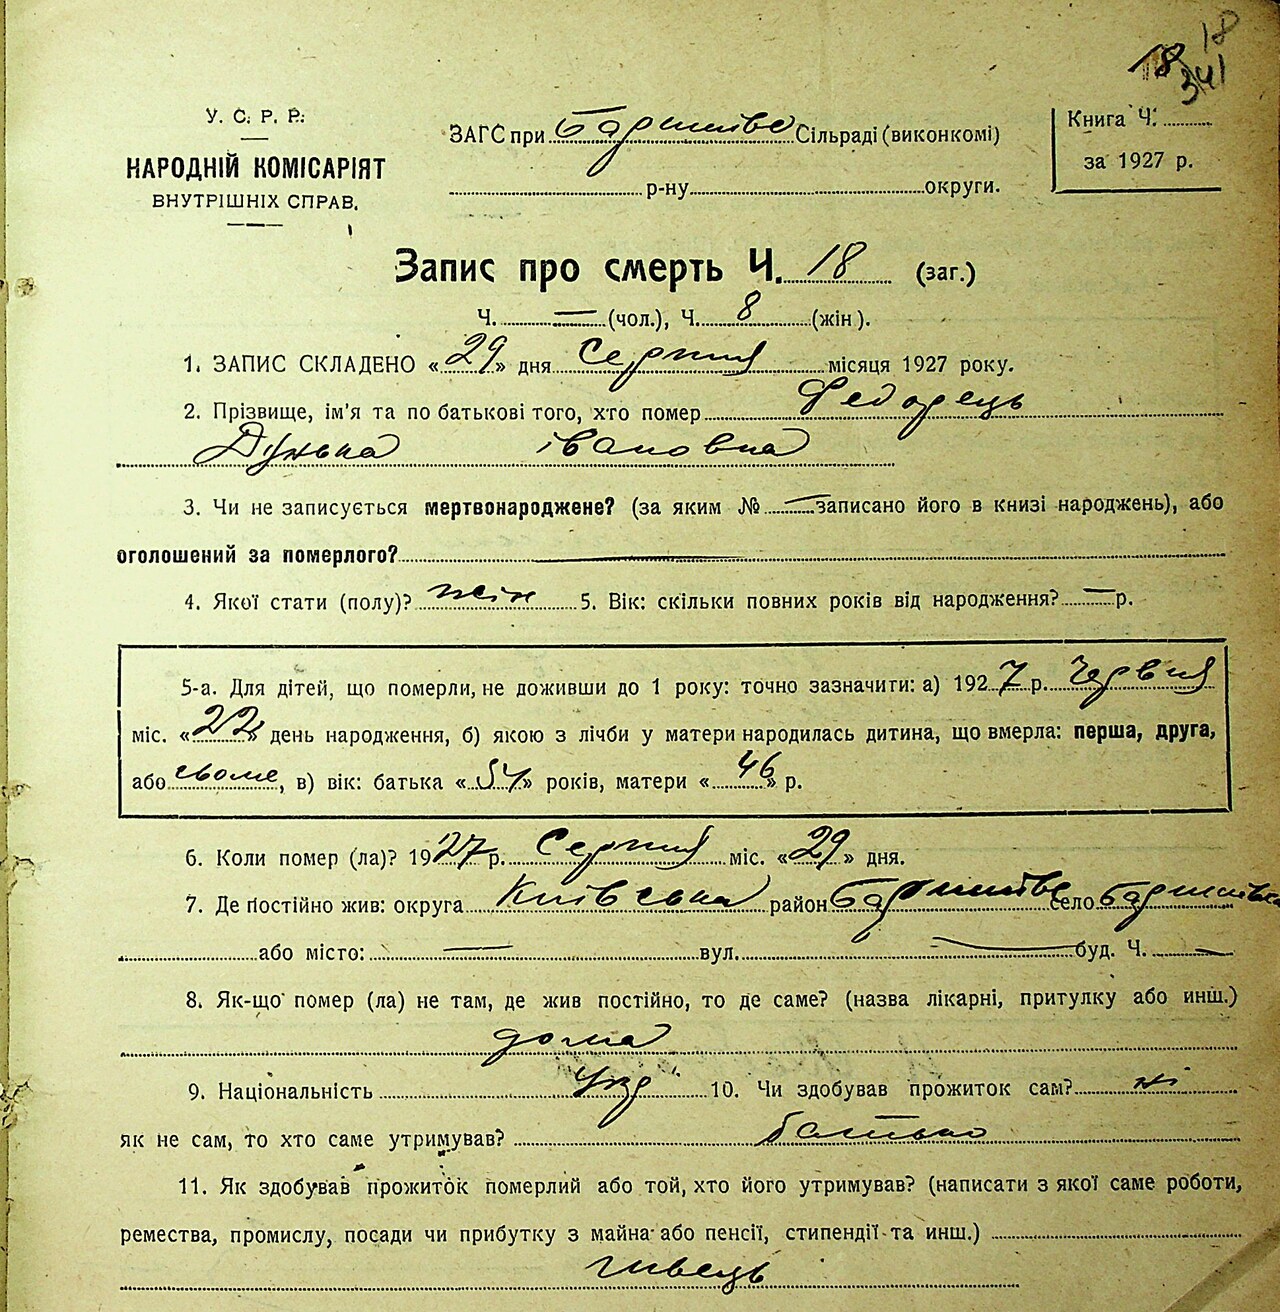 18
18
341
У. С. Р. Р.
НАРОДНІЙ КОМІСАРІЯТ
ВНУТРІШНІХ СПРАВ.
ЗАГС при Баришівс Сільраді (виконкомі)
р-ну округи.
Книга Ч.
за 1927 р.
Запис про смерть Ч. 18 (заг.)
Ч. — (чол.), Ч. 8 (жін).
1. ЗАПИС СКЛАДЕНО «29» дня Серпня місяця 1927 року.
2. Прізвище, ім'я та по батькові того, хто помер Федорець
Дунька івановна
3. Чи не записується мертвонароджене? (за яким № — записано його в книзі народжень), або
оголошений за померлого? —
4. Якої стати (полу)? жін 5. Вік: скільки повних років від народження? — р.
5-а. Для дітей, що померли, не доживши до 1 року: точно зазначити: а) 1927 р. Червня
міс. «22» день народження, б) якою з лічби у матери народилась дитина, що вмерла: перша, друга,
або сьоме, в) вік: батька «54» років, матери «46» р.
6. Коли помер (ла)? 1927 р. Серпня міс. «29» дня.
7. Де постійно жив: округа Київська район Баришівс село Баришівка
або місто: — вул. — буд. Ч. —
8. Як-що помер (ла) не там, де жив постійно, то де саме? (назва лікарні, притулку або инш.)
дома
9. Національність Укр 10. Чи здобував прожиток сам? ні
як не сам, то хто саме утримував? батько
11. Як здобував прожиток померлий або той, хто його утримував? (написати з якої саме роботи,
ремества, промислу, посади чи прибутку з майна або пенсії, стипендії та инш.)
швець